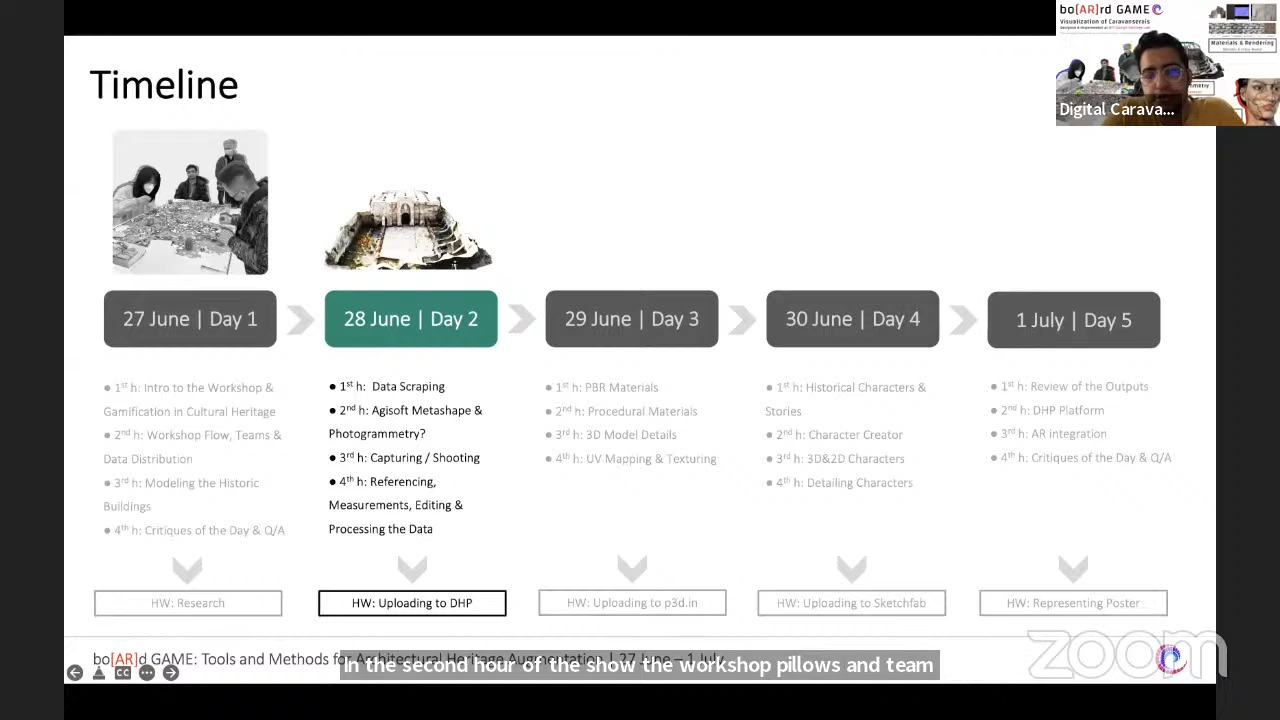 bo[AR]rd GAME
Visualization of Caravanserais
Materials & Rendering
Digital Carava...
Timeline
27 June | Day 1
28 June | Day 2
29 June | Day 3
30 June | Day 4
1 July | Day 5
● 1st h: Intro to the Workshop &
Gamification in Cultural Heritage
● 2nd h: Workshop Flow, Teams &
Data Distribution
● 3rd h: Modeling the Historic
Buildings
● 4th h: Critiques of the Day & Q/A
● 1st h: Data Scraping
● 2nd h: Agisoft Metashape &
Photogrammetry?
● 3rd h: Capturing / Shooting
● 4th h: Referencing,
Measurements, Editing &
Processing the Data
● 1st h: PBR Materials
● 2nd h: Procedural Materials
● 3rd h: 3D Model Details
● 4th h: UV Mapping & Texturing
● 1st h: Historical Characters &
Stories
● 2nd h: Character Creator
● 3rd h: 3D&2D Characters
● 4th h: Detailing Characters
● 1st h: Review of the Outputs
● 2nd h: DHP Platform
● 3rd h: AR integration
● 4th h: Critiques of the Day & Q/A
HW: Research
HW: Uploading to DHP
HW: Uploading to p3d.in
HW: Uploading to Sketchfab
HW: Representing Poster
bo[AR]rd GAME: Tools and Methods for Architectural Heritage Augmentation | 27 June – 1 July
In the second hour of the show the workshop pillows and team
CC
zoom